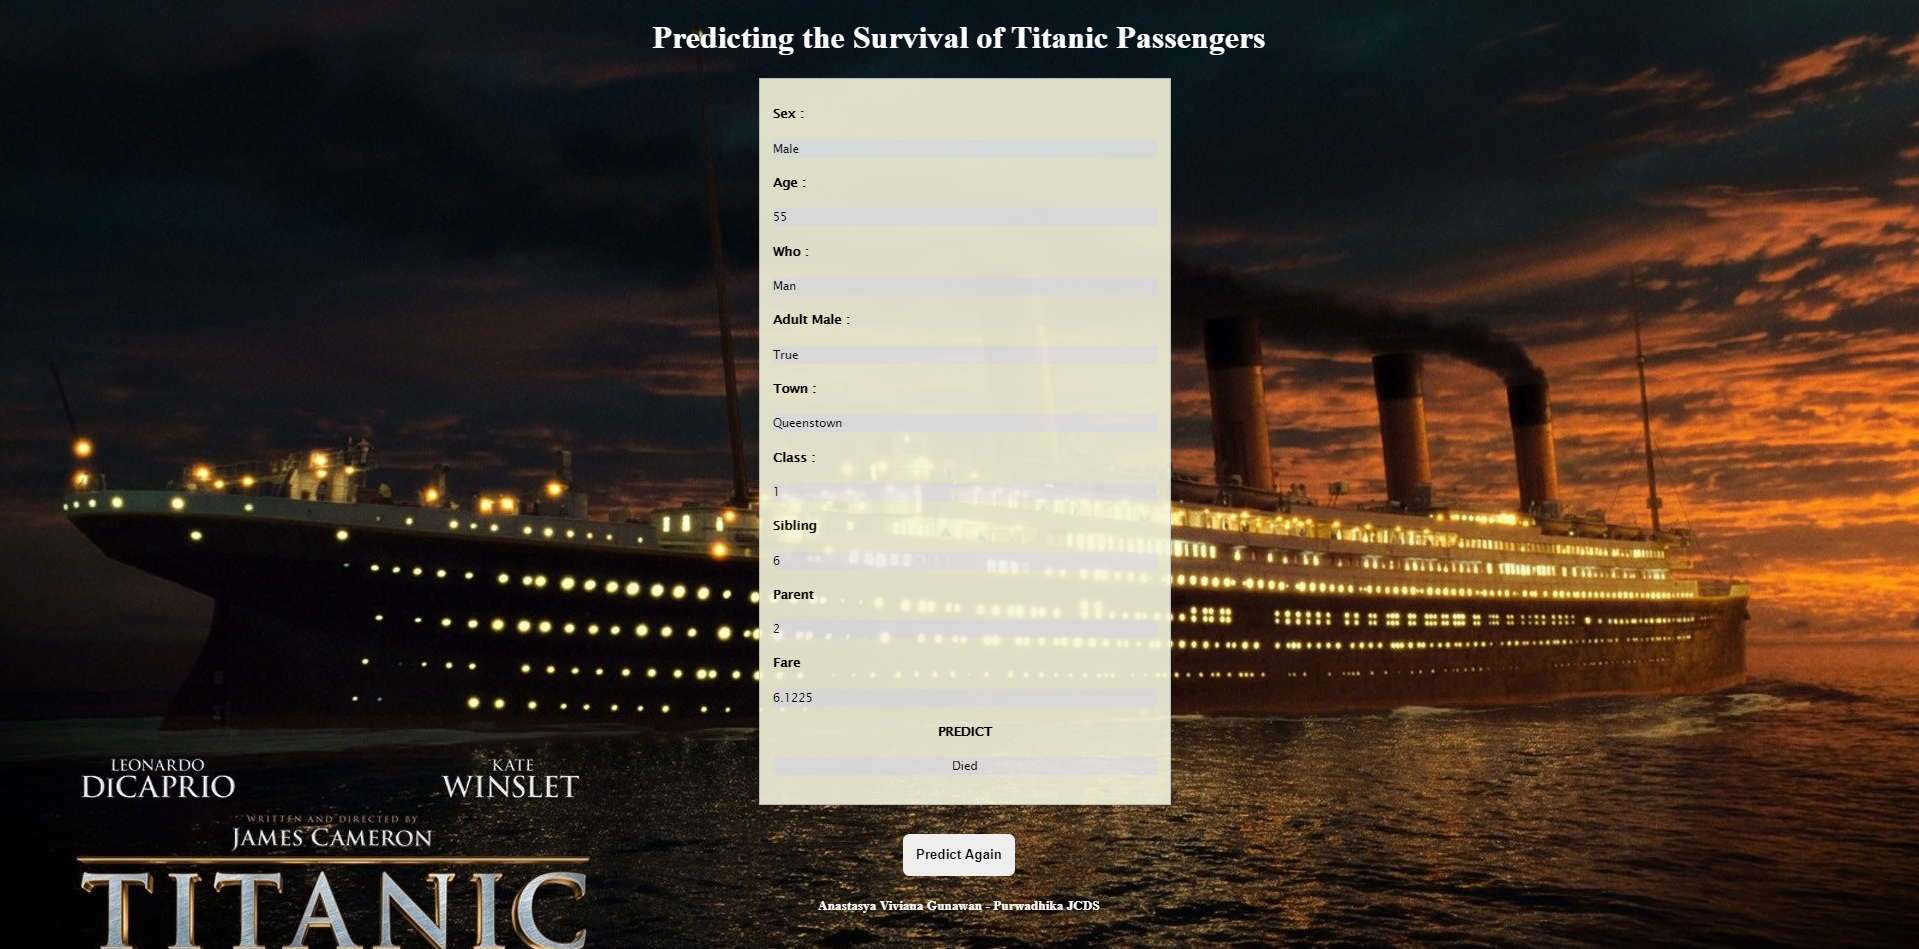 Predicting the Survival of Titanic Passengers
Sex :
Male
Age :
55
Who :
Man
Adult Male :
True
Town :
Queenstown
Class :
1
Sibling
6
Parent
2
Fare
6.1225
PREDICT
Died
Predict Again
Anastasya Viviana Gunawan - Purwadhika JCDS
LEONARDO
DiCAPRIO
KATE
WINSLET
WRITTEN AND DIRECTED BY
JAMES CAMERON
TITANIC